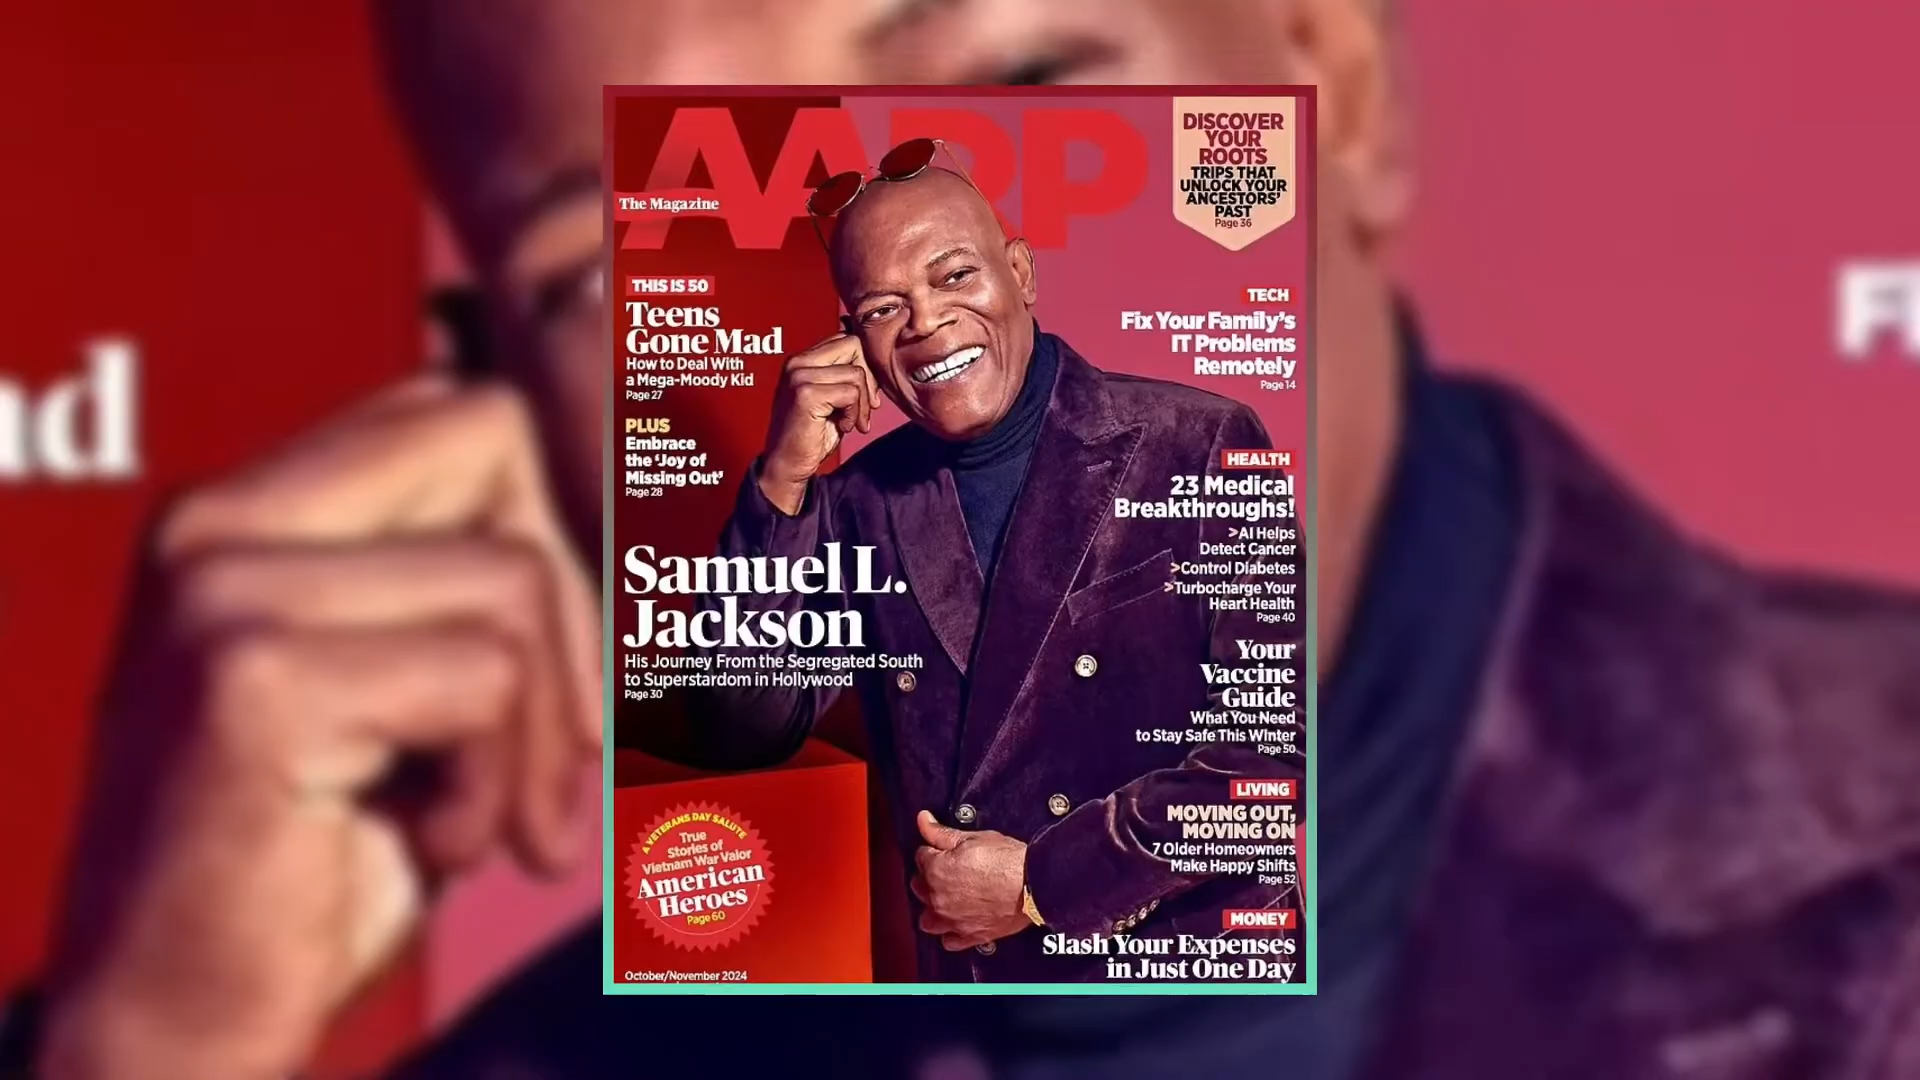 AARP
The Magazine
DISCOVER
YOUR
ROOTS
TRIPS THAT
UNLOCK YOUR
ANCESTORS'
PAST
Page 36
THIS IS 50
Teens
Gone Mad
How to Deal With
a Mega-Moody Kid
Page 27
PLUS
Embrace
the 'Joy of
Missing Out'
Page 28
Samuel L.
Jackson
His Journey From the Segregated South
to Superstardom in Hollywood
Page 30
A VETERANS DAY SALUTE
True
Stories of
Vietnam War Valor
American
Heroes
Page 60
October/November 2024
TECH
Fix Your Family's
IT Problems
Remotely
Page 14
HEALTH
23 Medical
Breakthroughs!
>AI Helps
Detect Cancer
>Control Diabetes
>Turbocharge Your
Heart Health
Page 40
Your
Vaccine
Guide
What You Need
to Stay Safe This Winter
Page 50
LIVING
MOVING OUT,
MOVING ON
7 Older Homeowners
Make Happy Shifts
Page 52
MONEY
Slash Your Expenses
in Just One Day